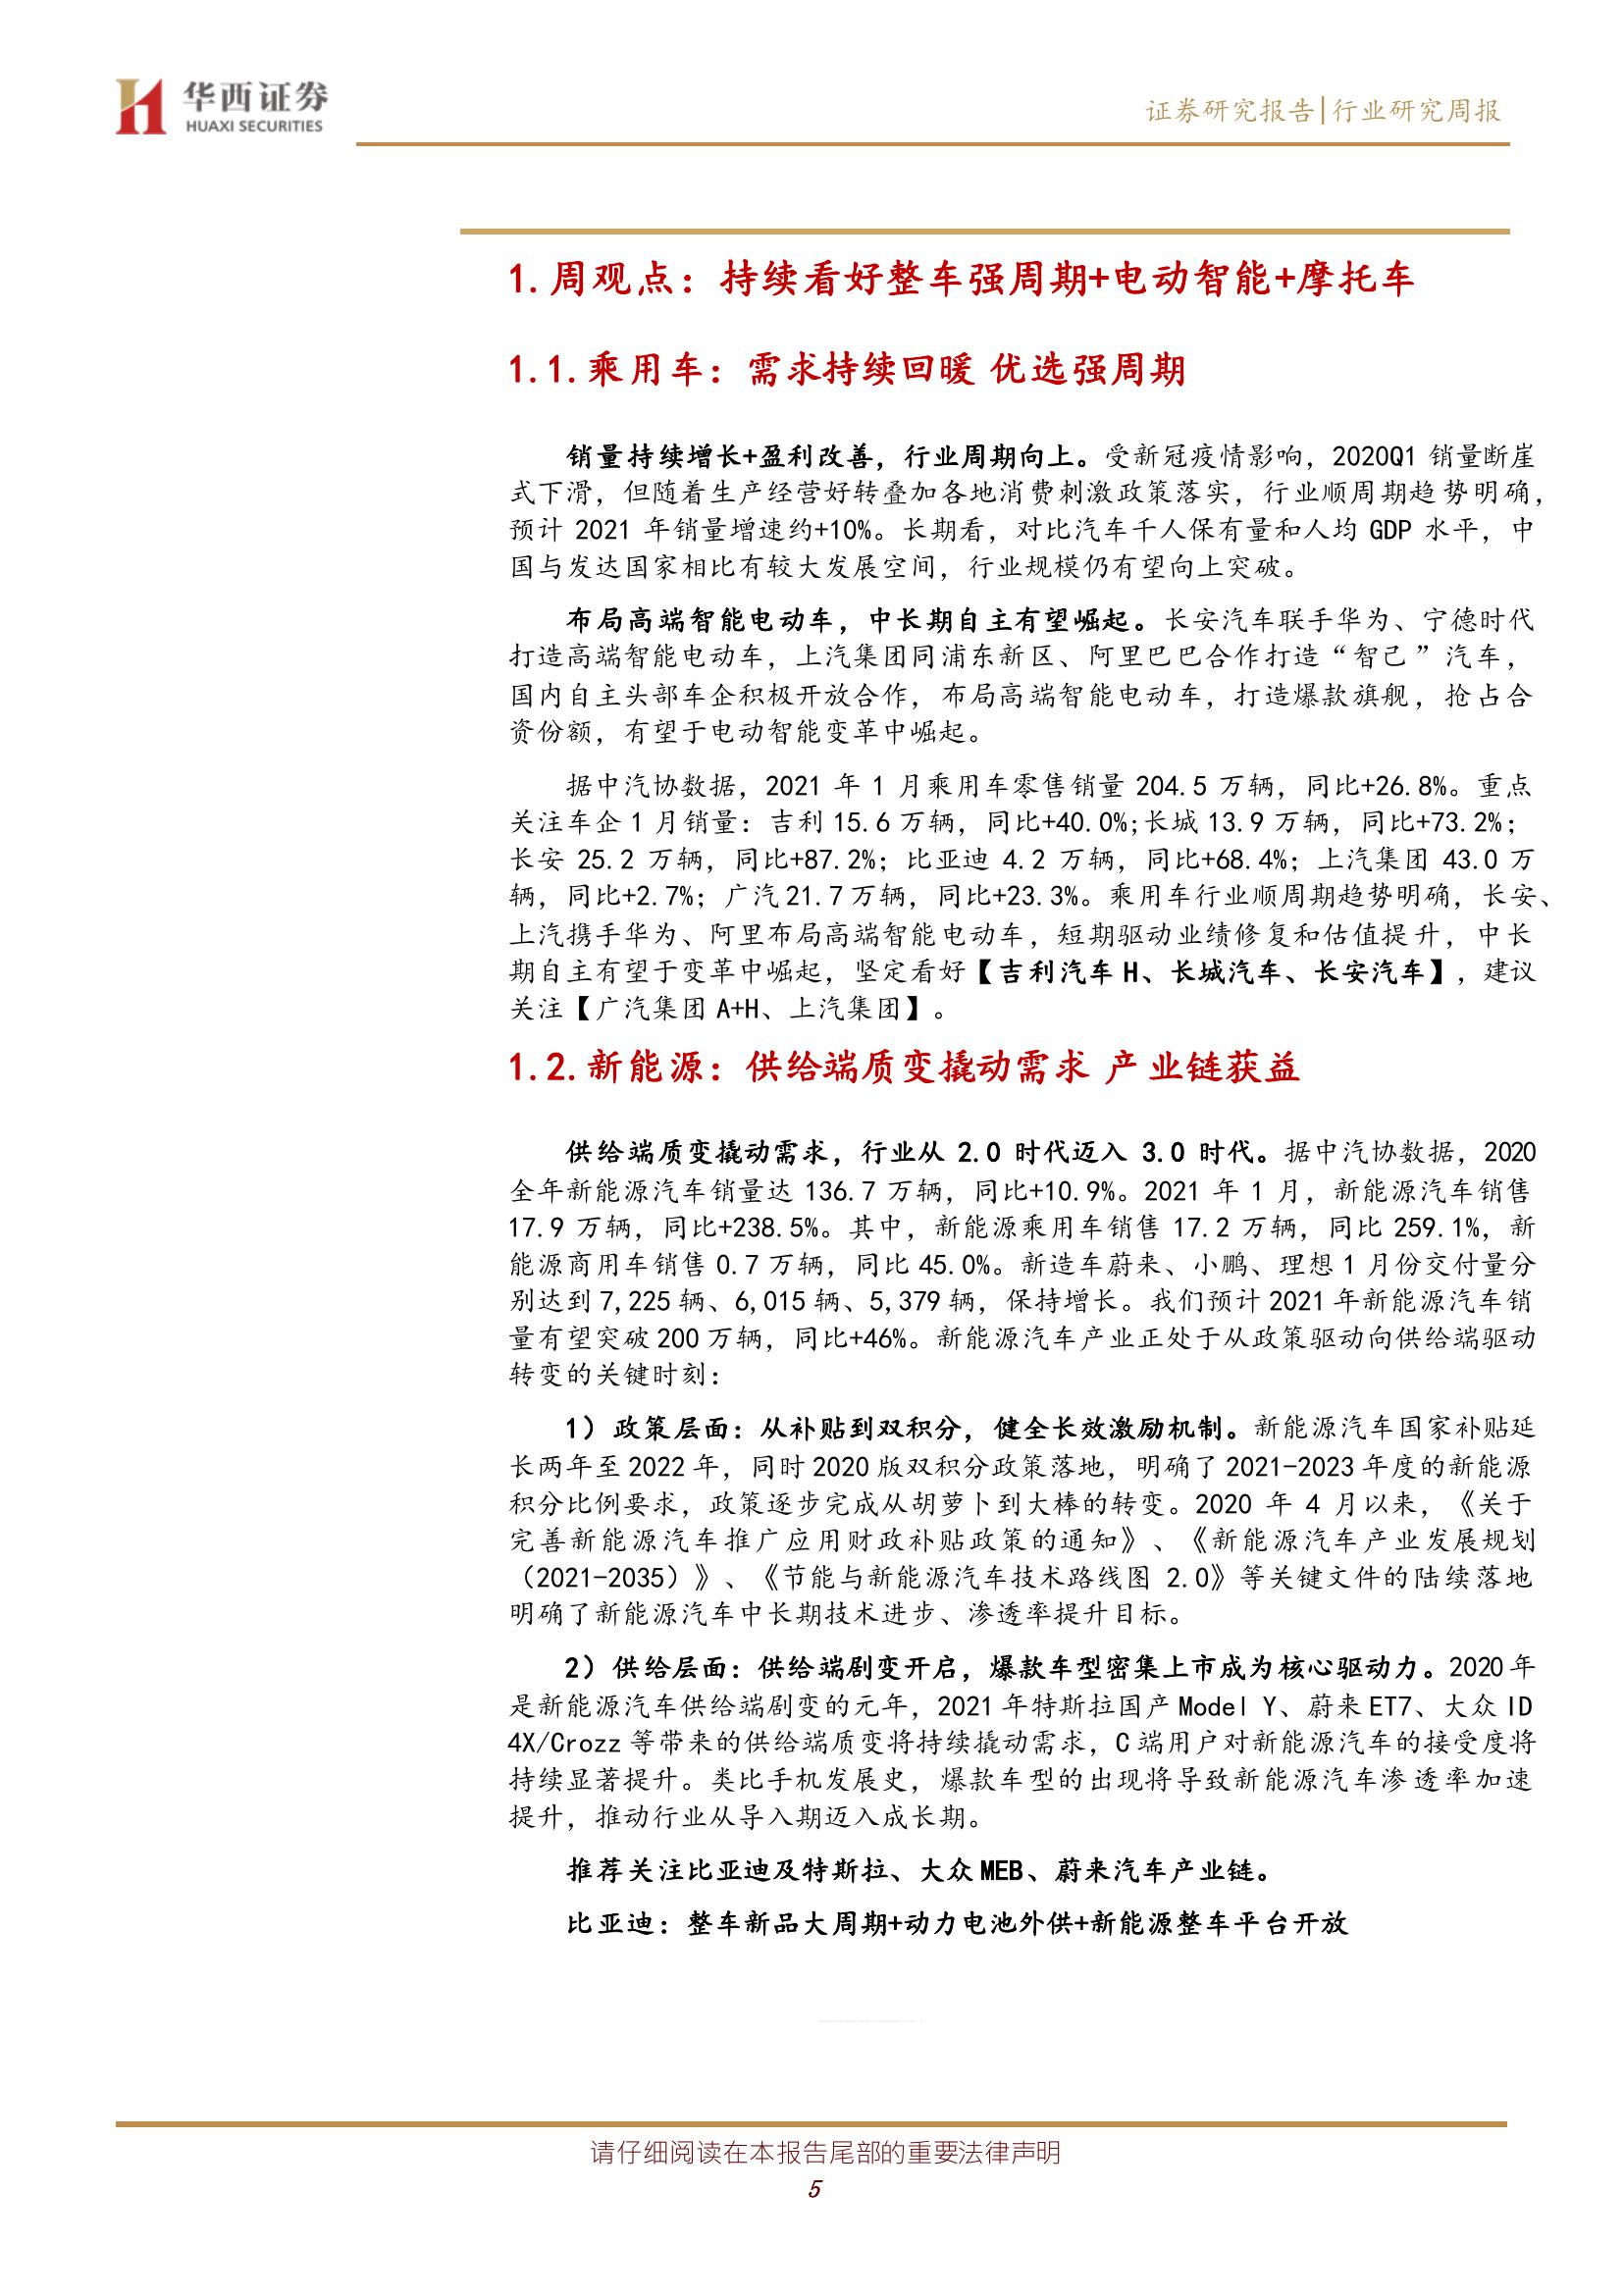 华西证券
HUAXI SECURITIES
证券研究报告|行业研究周报
1.周观点：持续看好整车强周期+电动智能+摩托车
1.1.乘用车：需求持续回暖 优选强周期
销量持续增长+盈利改善，行业周期向上。受新冠疫情影响，2020Q1 销量断崖
式下滑，但随着生产经营好转叠加各地消费刺激政策落实，行业顺周期趋势明确，
预计 2021 年销量增速约+10%。长期看，对比汽车千人保有量和人均 GDP 水平，中
国与发达国家相比有较大发展空间，行业规模仍有望向上突破。
布局高端智能电动车，中长期自主有望崛起。长安汽车联手华为、宁德时代
打造高端智能电动车，上汽集团同浦东新区、阿里巴巴合作打造“智己”汽车，
国内自主头部车企积极开放合作，布局高端智能电动车，打造爆款旗舰，抢占合
资份额，有望于电动智能变革中崛起。
据中汽协数据，2021 年 1 月乘用车零售销量 204.5 万辆，同比+26.8%。重点
关注车企 1 月销量：吉利 15.6 万辆，同比+40.0%;长城 13.9 万辆，同比+73.2%；
长安 25.2 万辆，同比+87.2%；比亚迪 4.2 万辆，同比+68.4%；上汽集团 43.0 万
辆，同比+2.7%；广汽 21.7 万辆，同比+23.3%。乘用车行业顺周期趋势明确，长安、
上汽携手华为、阿里布局高端智能电动车，短期驱动业绩修复和估值提升，中长
期自主有望于变革中崛起，坚定看好【吉利汽车 H、长城汽车、长安汽车】，建议
关注【广汽集团 A+H、上汽集团】。
1.2.新能源：供给端质变撬动需求 产业链获益
供给端质变撬动需求，行业从 2.0 时代迈入 3.0 时代。据中汽协数据，2020
全年新能源汽车销量达 136.7 万辆，同比+10.9%。2021 年 1 月，新能源汽车销售
17.9 万辆，同比+238.5%。其中，新能源乘用车销售 17.2 万辆，同比 259.1%，新
能源商用车销售 0.7 万辆，同比 45.0%。新造车蔚来、小鹏、理想 1 月份交付量分
别达到 7,225 辆、6,015 辆、5,379 辆，保持增长。我们预计 2021 年新能源汽车销
量有望突破 200 万辆，同比+46%。新能源汽车产业正处于从政策驱动向供给端驱动
转变的关键时刻：
1）政策层面：从补贴到双积分，健全长效激励机制。新能源汽车国家补贴延
长两年至 2022 年，同时 2020 版双积分政策落地，明确了 2021-2023 年度的新能源
积分比例要求，政策逐步完成从胡萝卜到大棒的转变。2020 年 4 月以来，《关于
完善新能源汽车推广应用财政补贴政策的通知》、《新能源汽车产业发展规划
（2021-2035）》、《节能与新能源汽车技术路线图 2.0》等关键文件的陆续落地
明确了新能源汽车中长期技术进步、渗透率提升目标。
2）供给层面：供给端剧变开启，爆款车型密集上市成为核心驱动力。2020 年
是新能源汽车供给端剧变的元年，2021 年特斯拉国产 Model Y、蔚来 ET7、大众 ID
4X/Crozz 等带来的供给端质变将持续撬动需求，C 端用户对新能源汽车的接受度将
持续显著提升。类比手机发展史，爆款车型的出现将导致新能源汽车渗透率加速
提升，推动行业从导入期迈入成长期。
推荐关注比亚迪及特斯拉、大众 MEB、蔚来汽车产业链。
比亚迪：整车新品大周期+动力电池外供+新能源整车平台开放
请仔细阅读在本报告尾部的重要法律声明
5